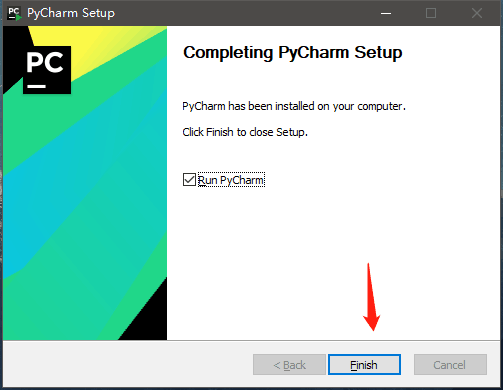 PC PyCharm Setup
PC
Completing PyCharm Setup
PyCharm has been installed on your computer.
Click Finish to close Setup.
Run PyCharm
< Back Finish Cancel